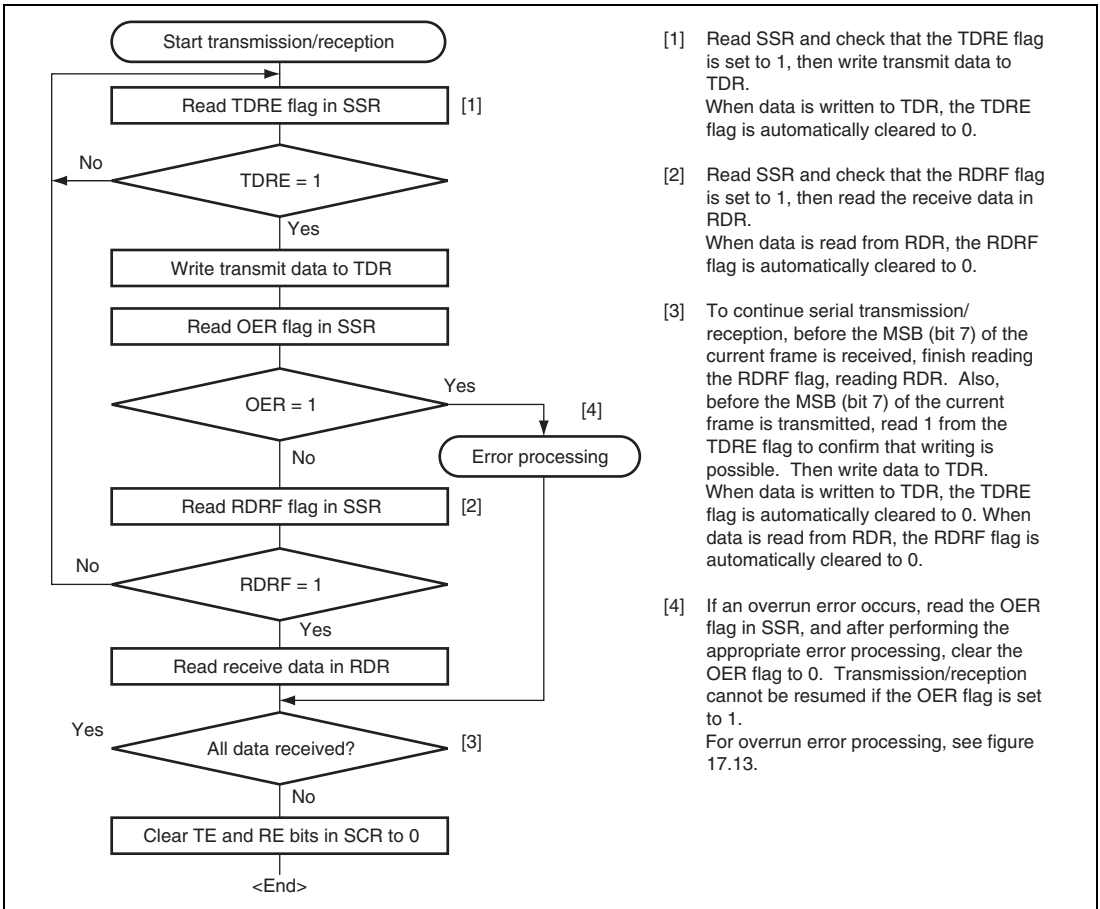 Start transmission/reception
Read TDRE flag in SSR
[1]
No
TDRE = 1
Yes
Write transmit data to TDR
Read OER flag in SSR
OER = 1
Yes
[4]
Error processing
No
Read RDRF flag in SSR
[2]
No
RDRF = 1
Yes
Read receive data in RDR
Yes
All data received?
[3]
No
Clear TE and RE bits in SCR to 0
<End>
[1] Read SSR and check that the TDRE flag
is set to 1, then write transmit data to
TDR.
When data is written to TDR, the TDRE
flag is automatically cleared to 0.
[2] Read SSR and check that the RDRF flag
is set to 1, then read the receive data in
RDR.
When data is read from RDR, the RDRF
flag is automatically cleared to 0.
[3] To continue serial transmission/
reception, before the MSB (bit 7) of the
current frame is received, finish reading
the RDRF flag, reading RDR. Also,
before the MSB (bit 7) of the current
frame is transmitted, read 1 from the
TDRE flag to confirm that writing is
possible. Then write data to TDR.
When data is written to TDR, the TDRE
flag is automatically cleared to 0. When
data is read from RDR, the RDRF flag is
automatically cleared to 0.
[4] If an overrun error occurs, read the OER
flag in SSR, and after performing the
appropriate error processing, clear the
OER flag to 0. Transmission/reception
cannot be resumed if the OER flag is set
to 1.
For overrun error processing, see figure
17.13.